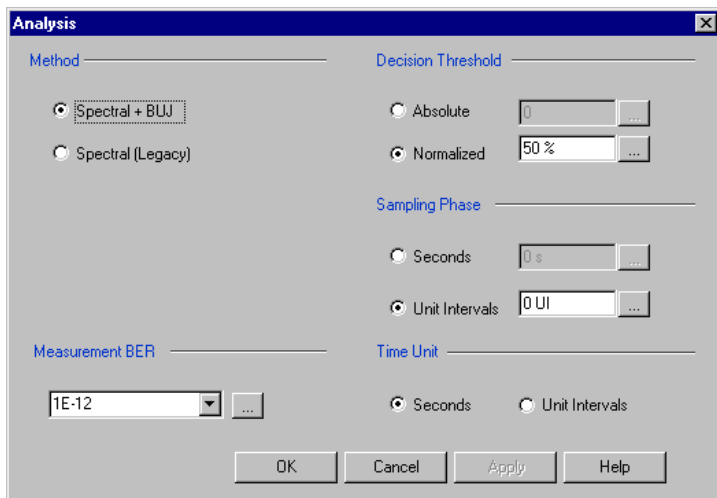 Analysis
Method
Spectral + BUJ
Spectral (Legacy)
Measurement BER
1E-12
...
Decision Threshold
Absolute
0
...
Normalized
50 %
...
Sampling Phase
Seconds
0 s
...
Unit Intervals
0 UI
...
Time Unit
Seconds
Unit Intervals
OK
Cancel
Apply
Help